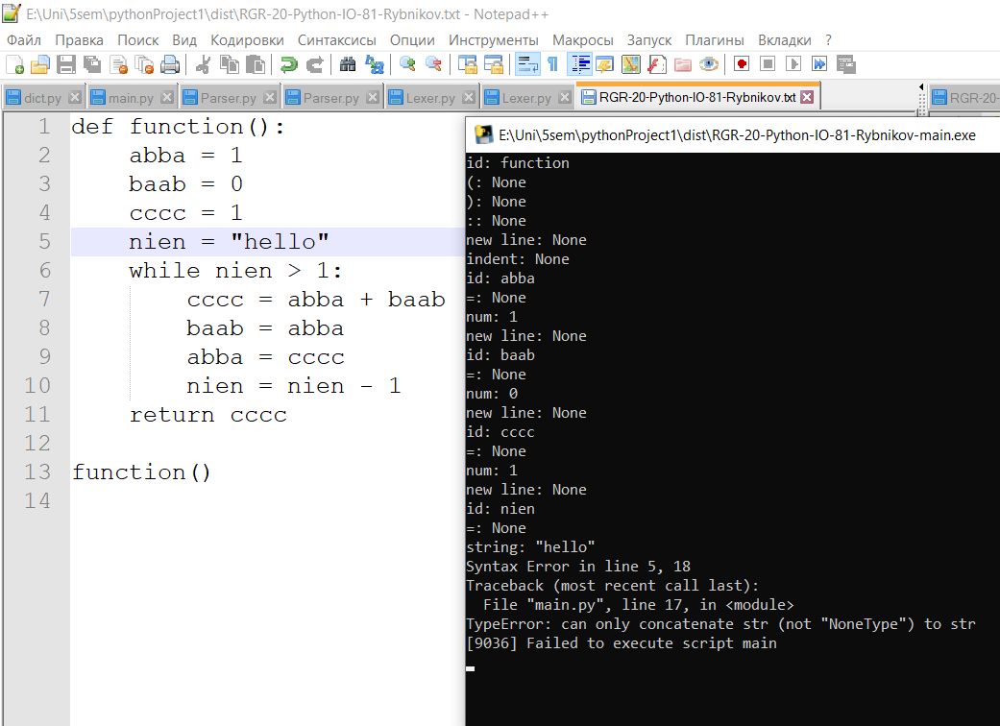 E:\Uni\5sem\pythonProject1\dist\RGR-20-Python-IO-81-Rybnikov.txt - Notepad++
Файл Правка Поиск Вид Кодировки Синтаксисы Опции Инструменты Макросы Запуск Плагины Вкладки ?
dict.py main.py Parser.py Parser.py Lexer.py Lexer.py RGR-20-Python-IO-81-Rybnikov.txt RGR-20-
1 def function():
2 abba = 1
3 baab = 0
4 cccc = 1
5 nien = "hello"
6 while nien > 1:
7 cccc = abba + baab
8 baab = abba
9 abba = cccc
10 nien = nien - 1
11 return cccc
12
13 function()
14
E:\Uni\5sem\pythonProject1\dist\RGR-20-Python-IO-81-Rybnikov-main.exe
id: function
(: None
): None
:: None
new line: None
indent: None
id: abba
=: None
num: 1
new line: None
id: baab
=: None
num: 0
new line: None
id: cccc
=: None
num: 1
new line: None
id: nien
=: None
string: "hello"
Syntax Error in line 5, 18
Traceback (most recent call last):
File "main.py", line 17, in <module>
TypeError: can only concatenate str (not "NoneType") to str
[9036] Failed to execute script main